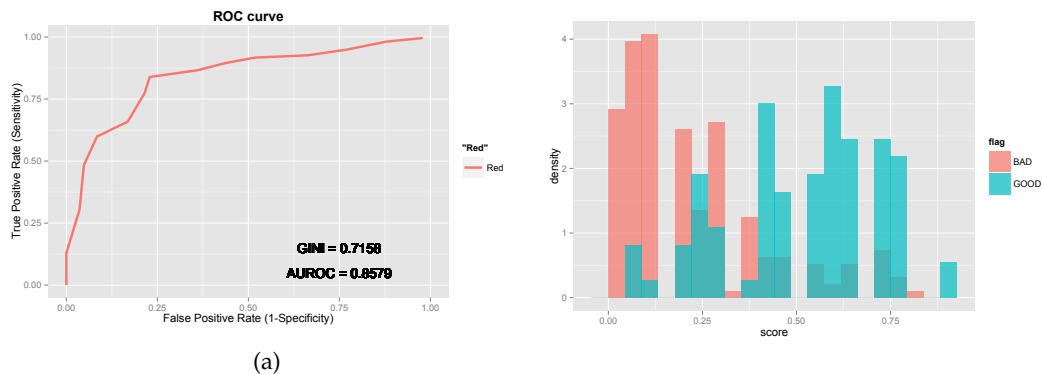 ROC curve
1.00
0.75
0.50
0.25
0.00
True Positive Rate (Sensitivity)
GINI = 0.7158
AUROC = 0.8579
0.00 0.25 0.50 0.75 1.00
False Positive Rate (1-Specificity)
"Red"
Red
(a)
4
3
2
1
0
density
0.00 0.25 0.50 0.75
score
flag
BAD
GOOD